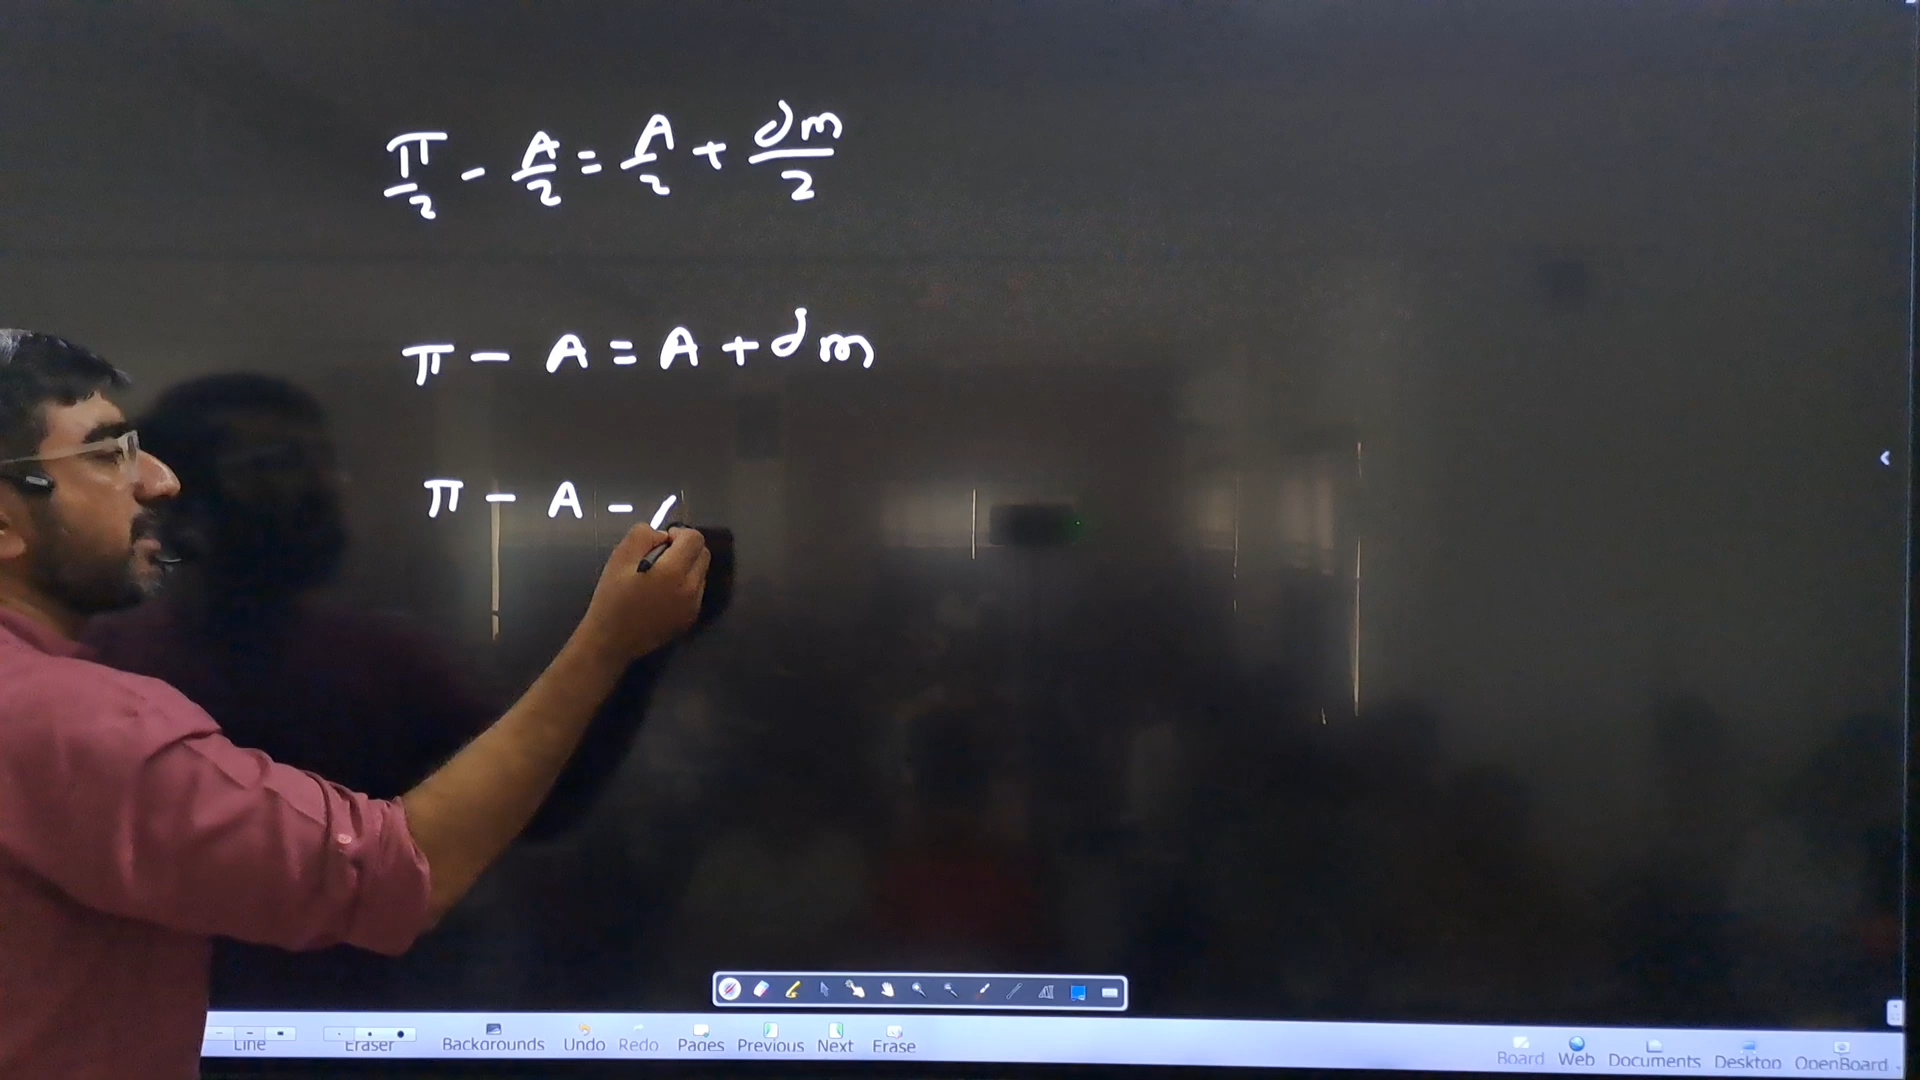 π/2 - A/2 = A/2 + δm/2
π - A = A + δm
π - A -
Line Eraser Backgrounds Undo Redo Pages Previous Next Erase Board Web Documents Desktop OpenBoard